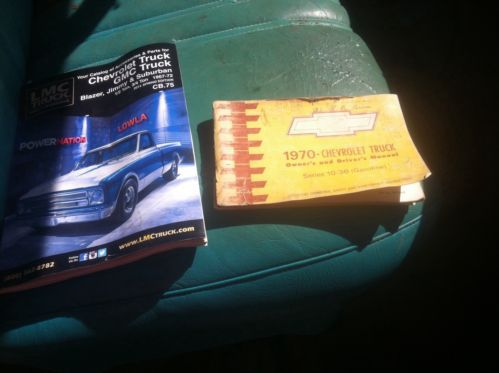 LMC
TRUCK
Your Catalog of Accessories & Parts for
Chevrolet Truck
GMC Truck
Blazer, Jimmy & Suburban
1967-72
CB.75
POWERNATION
LOWLA
www.LMCTRUCK.com
1970-CHEVROLET TRUCK
Owner's and Driver's Manual
Series 10-30 (Gasoline)